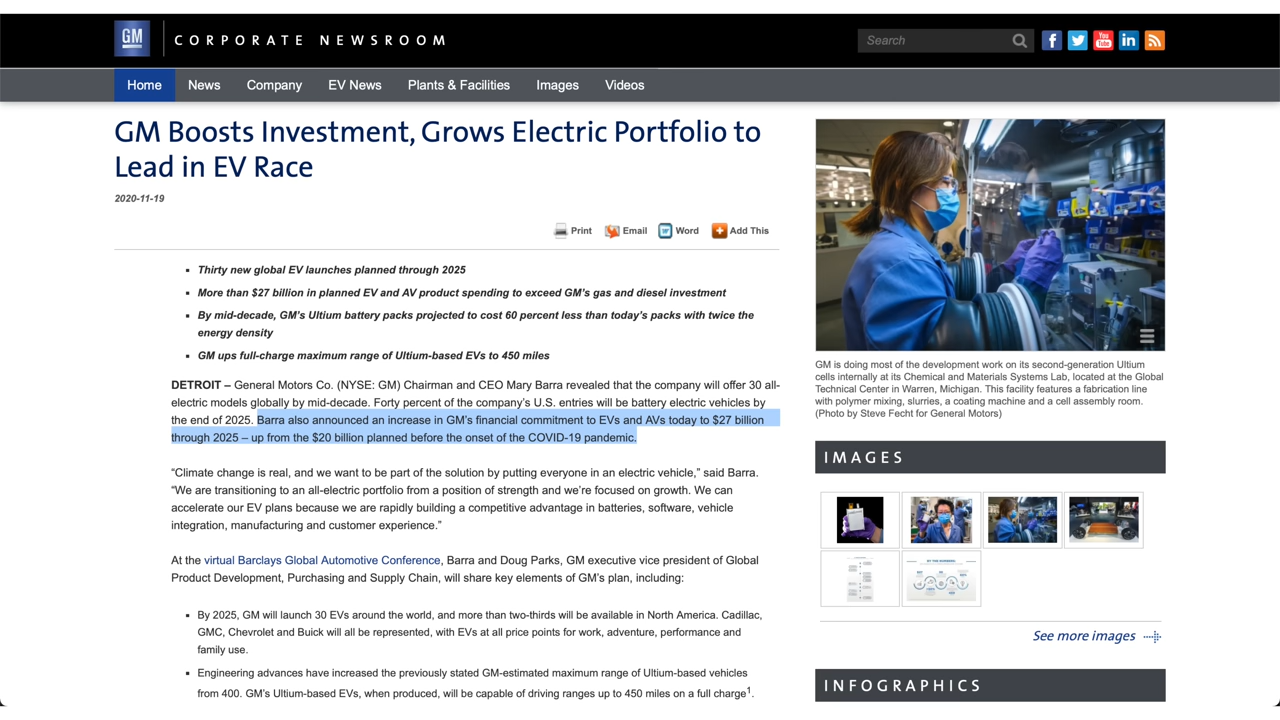 GM
CORPORATE NEWSROOM
Search
You
Tube
Home News Company EV News Plants & Facilities Images Videos
GM Boosts Investment, Grows Electric Portfolio to
Lead in EV Race
2020-11-19
Print Email Word Add This
▪ Thirty new global EV launches planned through 2025
▪ More than $27 billion in planned EV and AV product spending to exceed GM's gas and diesel investment
▪ By mid-decade, GM's Ultium battery packs projected to cost 60 percent less than today's packs with twice the
energy density
▪ GM ups full-charge maximum range of Ultium-based EVs to 450 miles
DETROIT – General Motors Co. (NYSE: GM) Chairman and CEO Mary Barra revealed that the company will offer 30 all-
electric models globally by mid-decade. Forty percent of the company's U.S. entries will be battery electric vehicles by
the end of 2025. Barra also announced an increase in GM's financial commitment to EVs and AVs today to $27 billion
through 2025 – up from the $20 billion planned before the onset of the COVID-19 pandemic.
“Climate change is real, and we want to be part of the solution by putting everyone in an electric vehicle,” said Barra.
“We are transitioning to an all-electric portfolio from a position of strength and we're focused on growth. We can
accelerate our EV plans because we are rapidly building a competitive advantage in batteries, software, vehicle
integration, manufacturing and customer experience.”
At the virtual Barclays Global Automotive Conference, Barra and Doug Parks, GM executive vice president of Global
Product Development, Purchasing and Supply Chain, will share key elements of GM's plan, including:
▪ By 2025, GM will launch 30 EVs around the world, and more than two-thirds will be available in North America. Cadillac,
GMC, Chevrolet and Buick will all be represented, with EVs at all price points for work, adventure, performance and
family use.
▪ Engineering advances have increased the previously stated GM-estimated maximum range of Ultium-based vehicles
from 400. GM's Ultium-based EVs, when produced, will be capable of driving ranges up to 450 miles on a full charge1.
GM is doing most of the development work on its second-generation Ultium
cells internally at its Chemical and Materials Systems Lab, located at the Global
Technical Center in Warren, Michigan. This facility features a fabrication line
with polymer mixing, slurries, a coating machine and a cell assembly room.
(Photo by Steve Fecht for General Motors)
IMAGES
See more images
INFOGRAPHICS